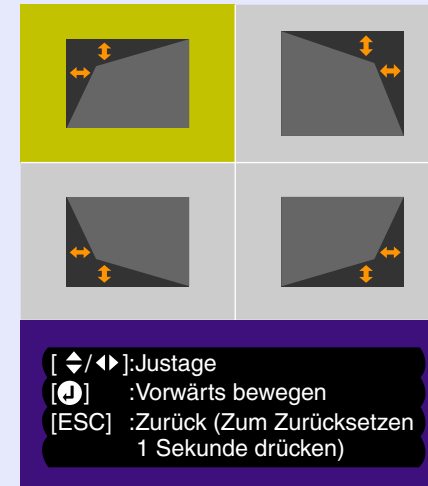 [ ⬍/⬌ ]:Justage
[⏎] :Vorwärts bewegen
[ESC] :Zurück (Zum Zurücksetzen
1 Sekunde drücken)